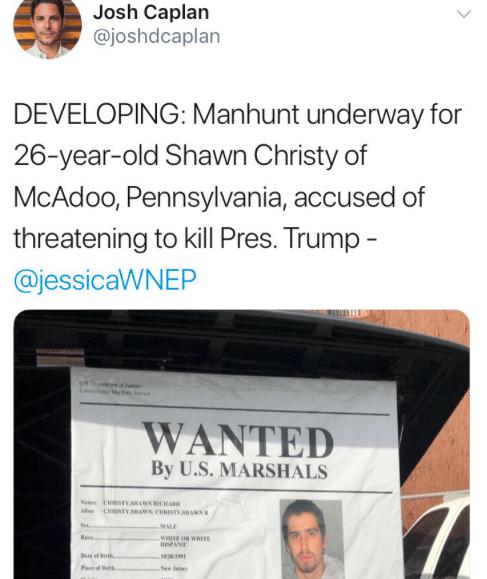 Josh Caplan
@joshdcaplan
DEVELOPING: Manhunt underway for
26-year-old Shawn Christy of
McAdoo, Pennsylvania, accused of
threatening to kill Pres. Trump -
@jessicaWNEP
U.S. Department of Justice
United States Marshals Service
WANTED
By U.S. MARSHALS
Name: CHRISTY, SHAWN RICHARD
Alias: CHRISTY, SHAWN; CHRISTY, SHAWN R
Sex MALE
Race WHITE OR WHITE
HISPANIC
Date of Birth 10/28/1991
Place of Birth New Jersey